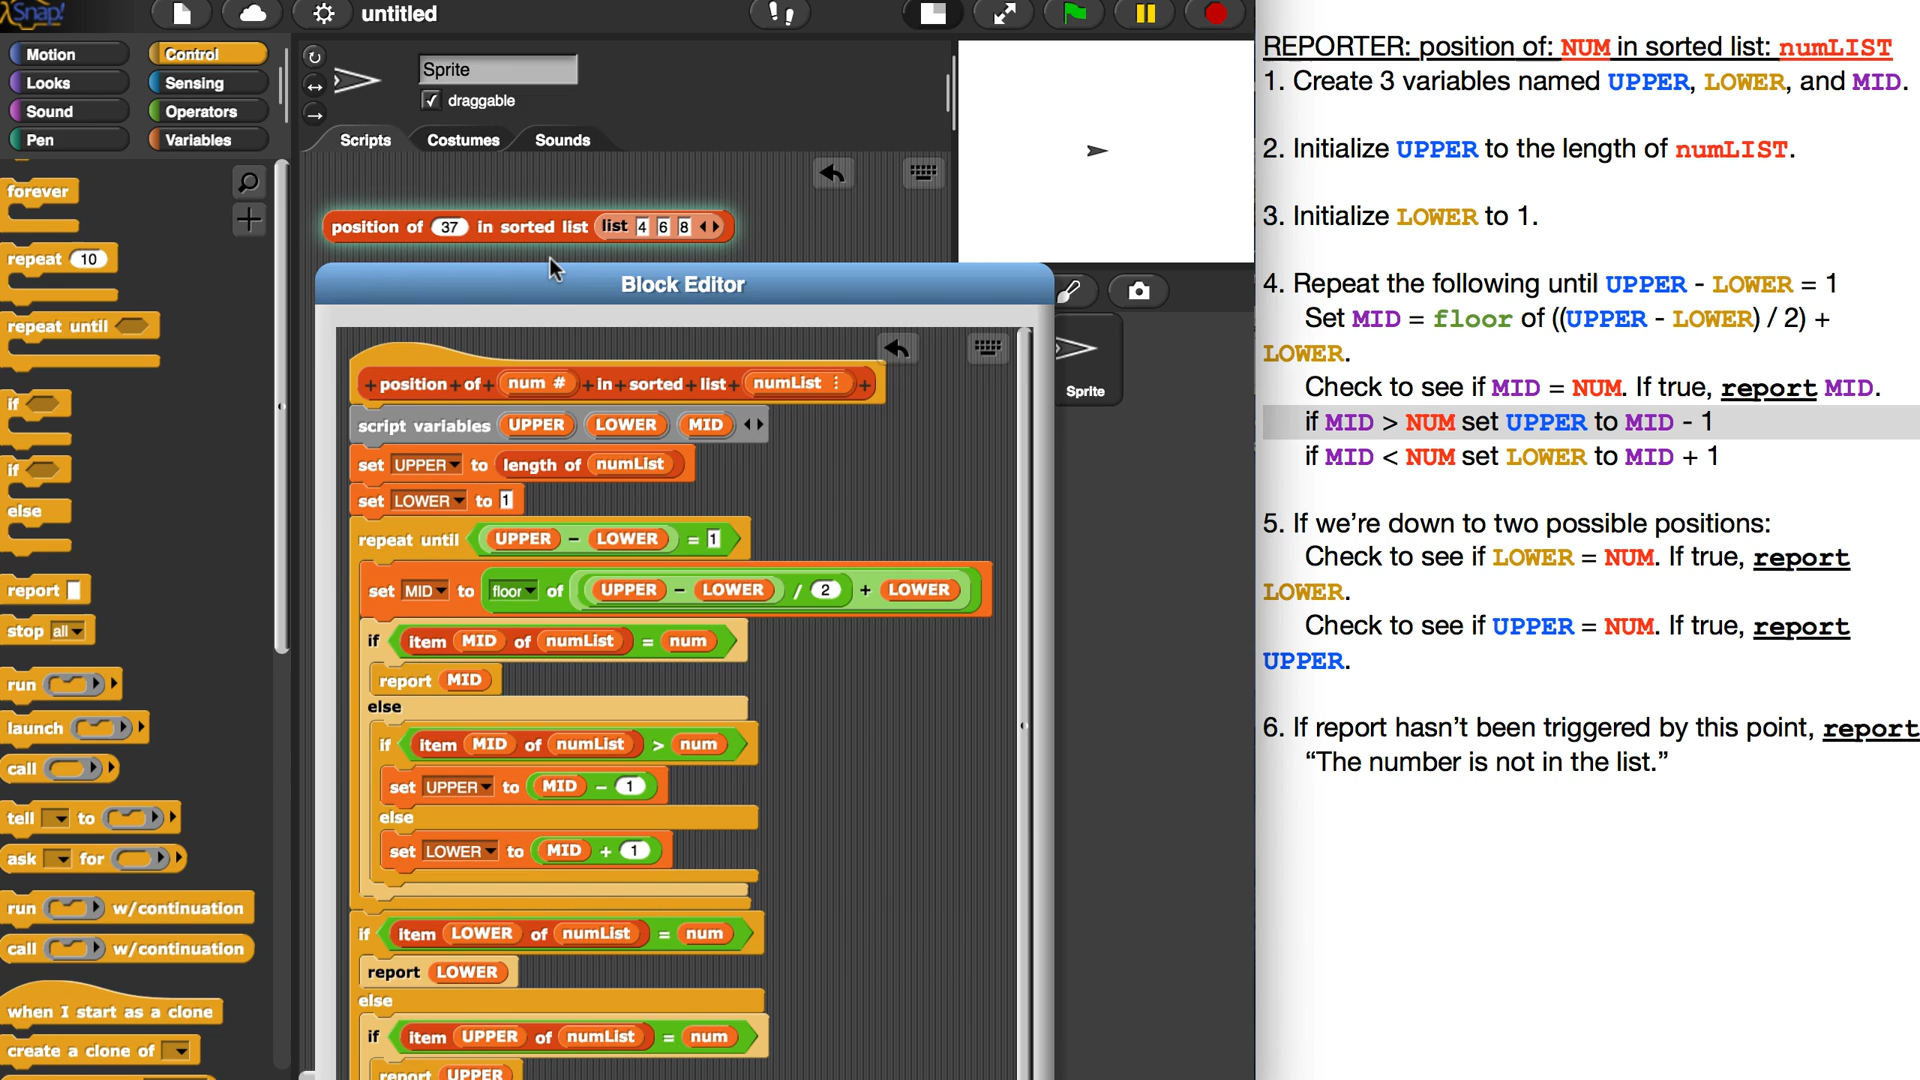 Snap!
untitled
Motion
Control
Looks
Sensing
Sound
Operators
Pen
Variables
forever
repeat 10
repeat until
if
if
else
report
stop all
run
launch
call
tell to
ask for
run w/continuation
call w/continuation
when I start as a clone
create a clone of
Sprite
draggable
Scripts
Costumes
Sounds
position of 37 in sorted list list 4 6 8
Block Editor
+ position + of + num # + in + sorted + list + numList ⋮ +
script variables UPPER LOWER MID
set UPPER to length of numList
set LOWER to 1
repeat until UPPER - LOWER = 1
set MID to floor of UPPER - LOWER / 2 + LOWER
if item MID of numList = num
report MID
else
if item MID of numList > num
set UPPER to MID - 1
else
set LOWER to MID + 1
if item LOWER of numList = num
report LOWER
else
if item UPPER of numList = num
report UPPER
Sprite
REPORTER: position of: NUM in sorted list: numLIST
1. Create 3 variables named UPPER, LOWER, and MID.
2. Initialize UPPER to the length of numLIST.
3. Initialize LOWER to 1.
4. Repeat the following until UPPER - LOWER = 1
Set MID = floor of ((UPPER - LOWER) / 2) +
LOWER.
Check to see if MID = NUM. If true, report MID.
if MID > NUM set UPPER to MID - 1
if MID < NUM set LOWER to MID + 1
5. If we’re down to two possible positions:
Check to see if LOWER = NUM. If true, report
LOWER.
Check to see if UPPER = NUM. If true, report
UPPER.
6. If report hasn’t been triggered by this point, report
“The number is not in the list.”